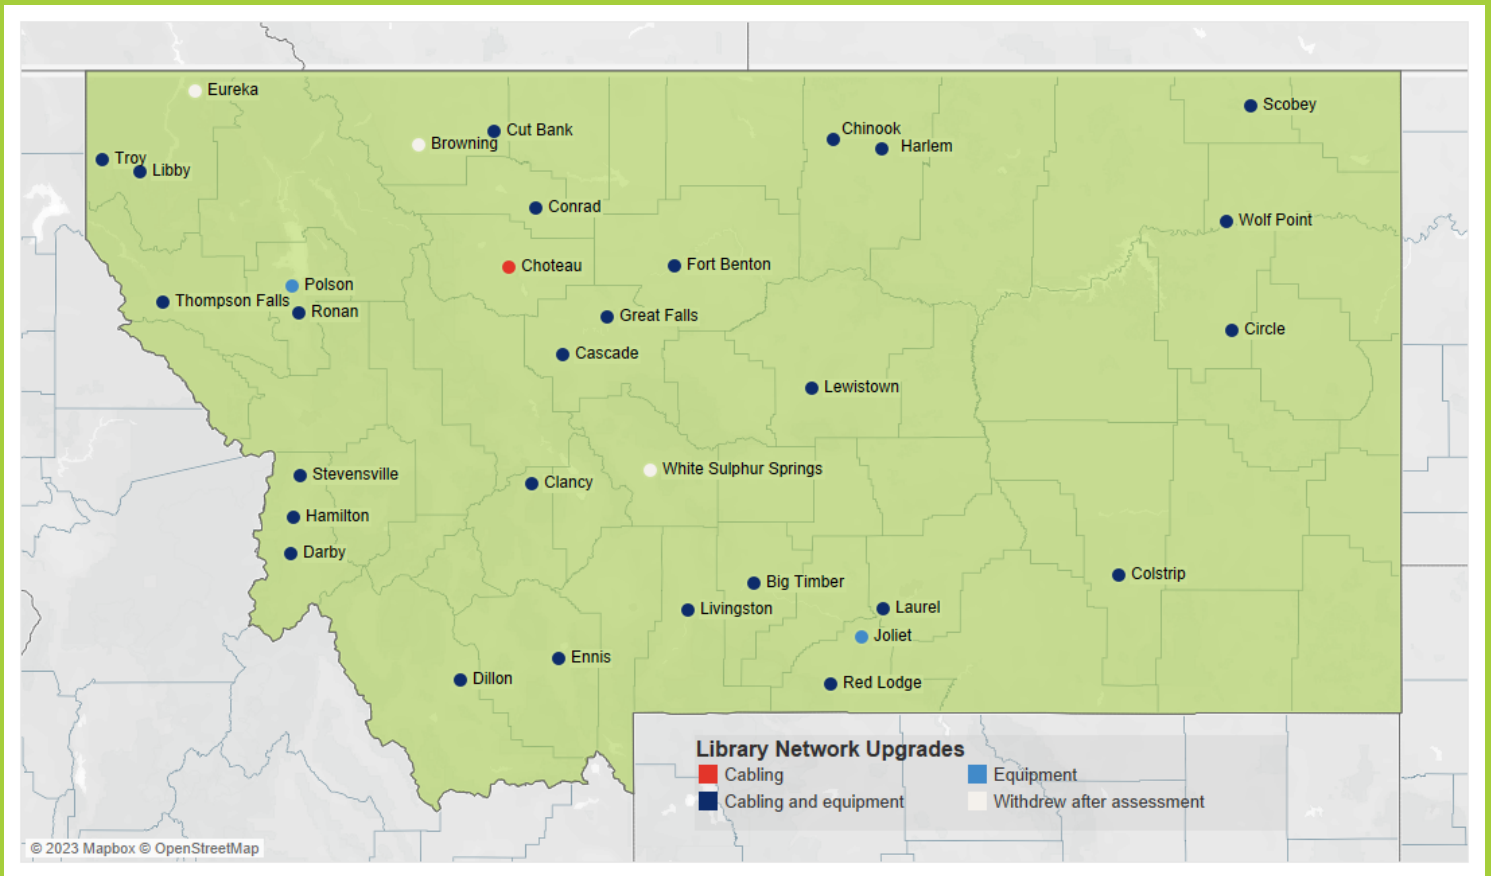 Eureka
Scobey
Chinook
Cut Bank
Browning
Harlem
Troy
Libby
Conrad
Wolf Point
Choteau
Fort Benton
Polson
Thompson Falls
Ronan
Great Falls
Circle
Cascade
Lewistown
White Sulphur Springs
Stevensville
Clancy
Hamilton
Darby
Colstrip
Big Timber
Livingston
Laurel
Joliet
Ennis
Dillon
Red Lodge
Library Network Upgrades
Cabling
Equipment
Cabling and equipment
Withdrew after assessment
© 2023 Mapbox © OpenStreetMap